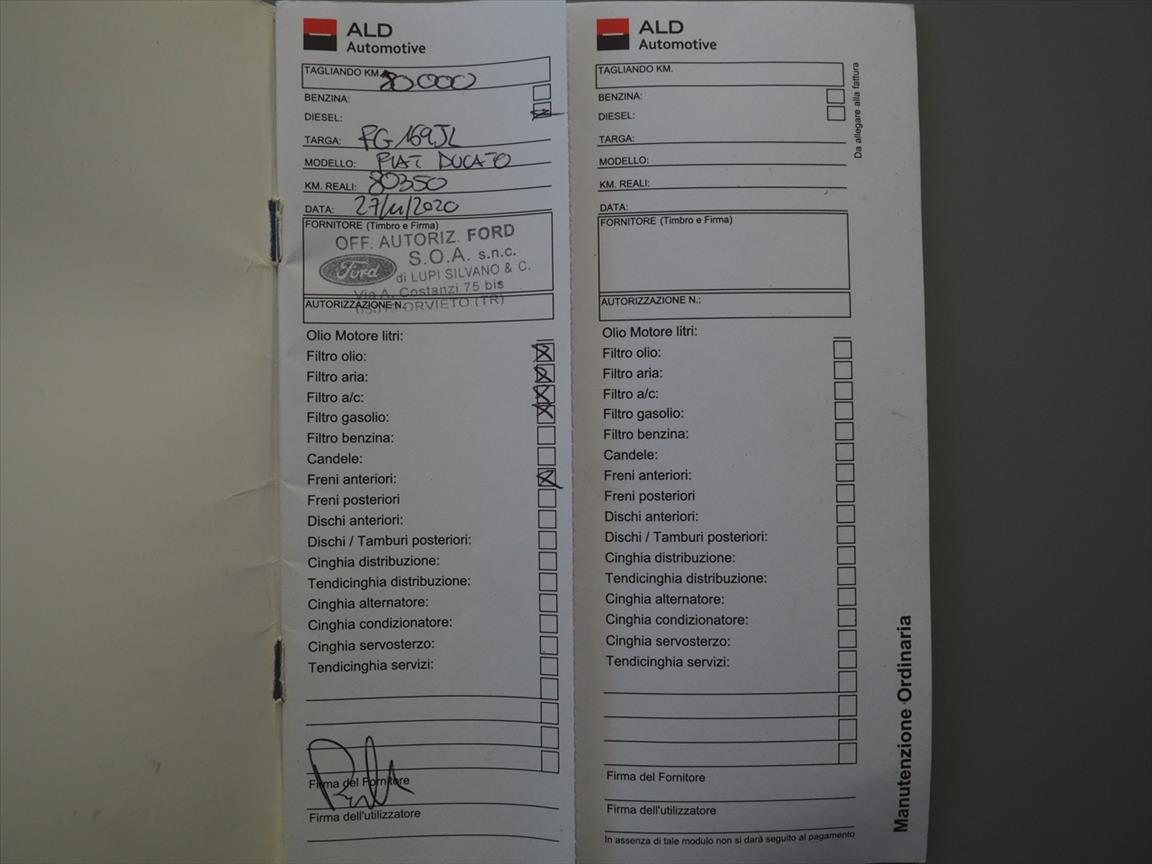 ALD
Automotive
TAGLIANDO KM. 80000
BENZINA:
DIESEL:
TARGA: FG 169JL
MODELLO: FIAT DUCATO
KM. REALI: 80350
DATA: 27/11/2020
FORNITORE (Timbro e Firma)
OFF. AUTORIZ. FORD
Ford
S.O.A. s.n.c.
di LUPI SILVANO & C.
Via A. Costanzi 75 bis
ORVIETO (TR)
AUTORIZZAZIONE N.:
Olio Motore litri:
Filtro olio:
Filtro aria:
Filtro a/c:
Filtro gasolio:
Filtro benzina:
Candele:
Freni anteriori:
Freni posteriori
Dischi anteriori:
Dischi / Tamburi posteriori:
Cinghia distribuzione:
Tendicinghia distribuzione:
Cinghia alternatore:
Cinghia condizionatore:
Cinghia servosterzo:
Tendicinghia servizi:
Firma del Fornitore
Firma dell'utilizzatore
ALD
Automotive
TAGLIANDO KM.
BENZINA:
DIESEL:
TARGA:
MODELLO:
KM. REALI:
DATA:
FORNITORE (Timbro e Firma)
AUTORIZZAZIONE N.:
Olio Motore litri:
Filtro olio:
Filtro aria:
Filtro a/c:
Filtro gasolio:
Filtro benzina:
Candele:
Freni anteriori:
Freni posteriori
Dischi anteriori:
Dischi / Tamburi posteriori:
Cinghia distribuzione:
Tendicinghia distribuzione:
Cinghia alternatore:
Cinghia condizionatore:
Cinghia servosterzo:
Tendicinghia servizi:
Firma del Fornitore
Firma dell'utilizzatore
In assenza di tale modulo non si darà seguito al pagamento
Da allegare alla fattura
Manutenzione Ordinaria